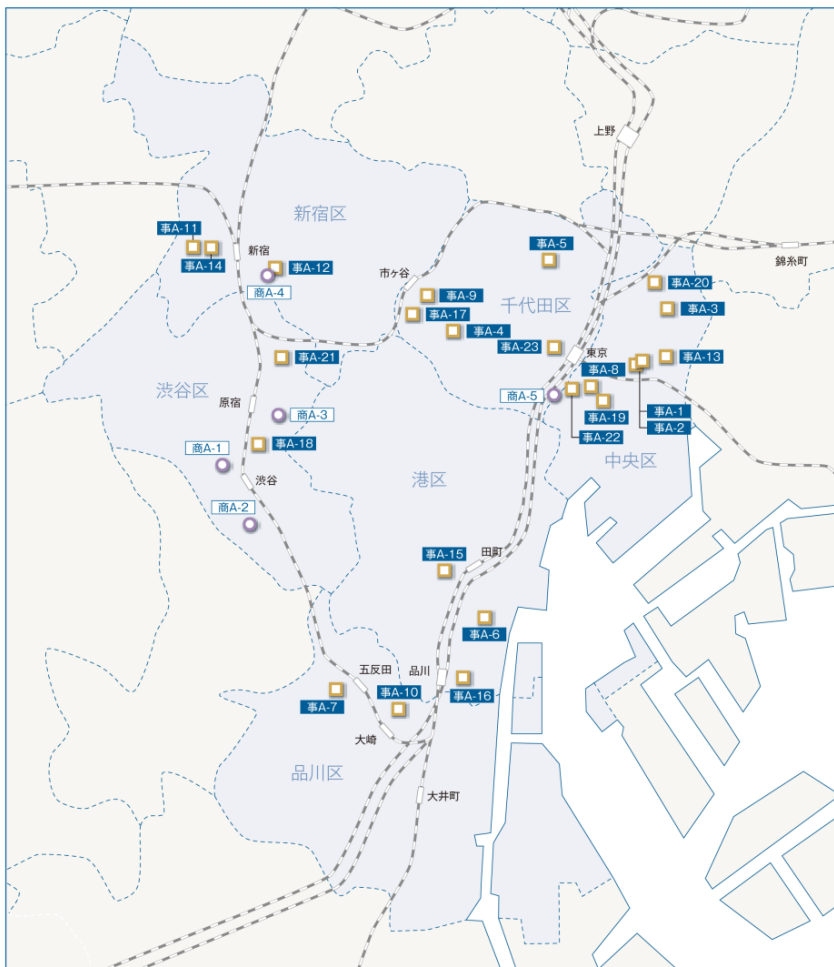 上野
新宿区
事A-11
新宿
事A-14
事A-12
商A-4
市ヶ谷
事A-5
錦糸町
事A-9
千代田区
事A-20
事A-17
事A-3
事A-4
事A-23
東京
事A-21
事A-8
事A-13
渋谷区
原宿
商A-5
商A-3
事A-19
事A-1
事A-2
事A-22
事A-18
商A-1
渋谷
港区
中央区
商A-2
事A-15
田町
事A-6
五反田
品川
事A-7
事A-10
事A-16
大崎
品川区
大井町